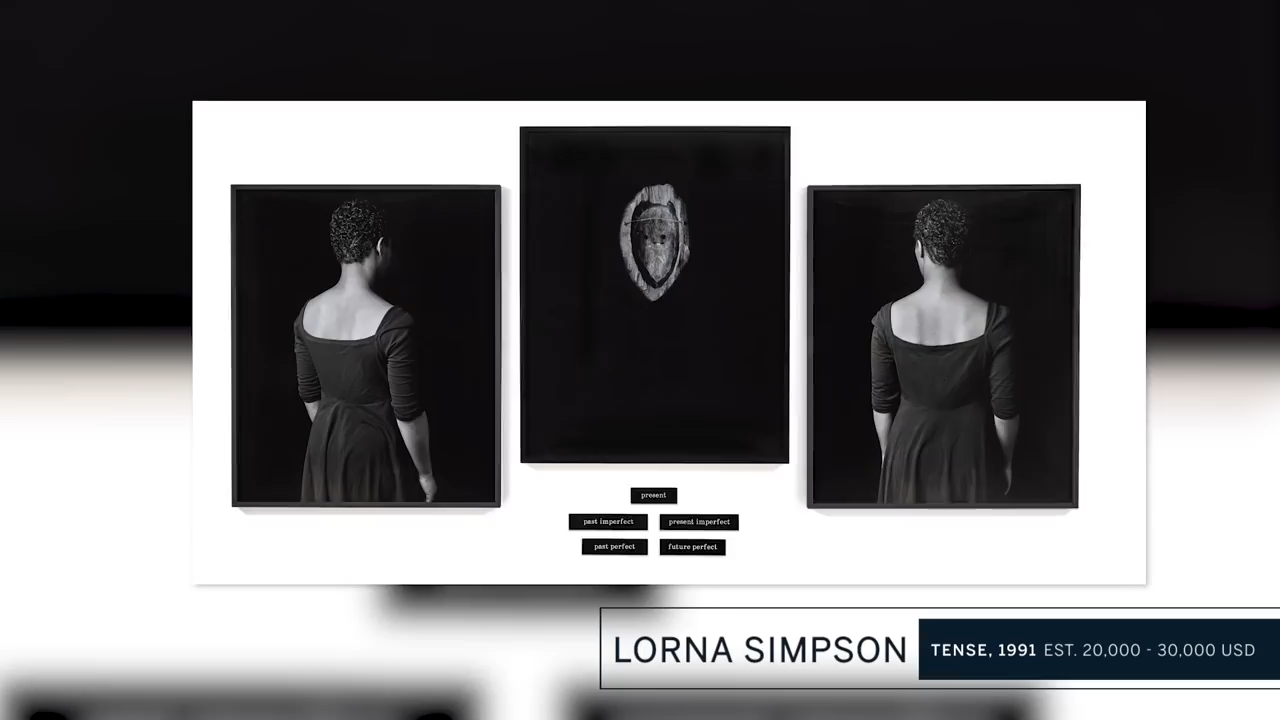 present
past imperfect present imperfect
past perfect future perfect
LORNA SIMPSON
TENSE, 1991 EST. 20,000 - 30,000 USD